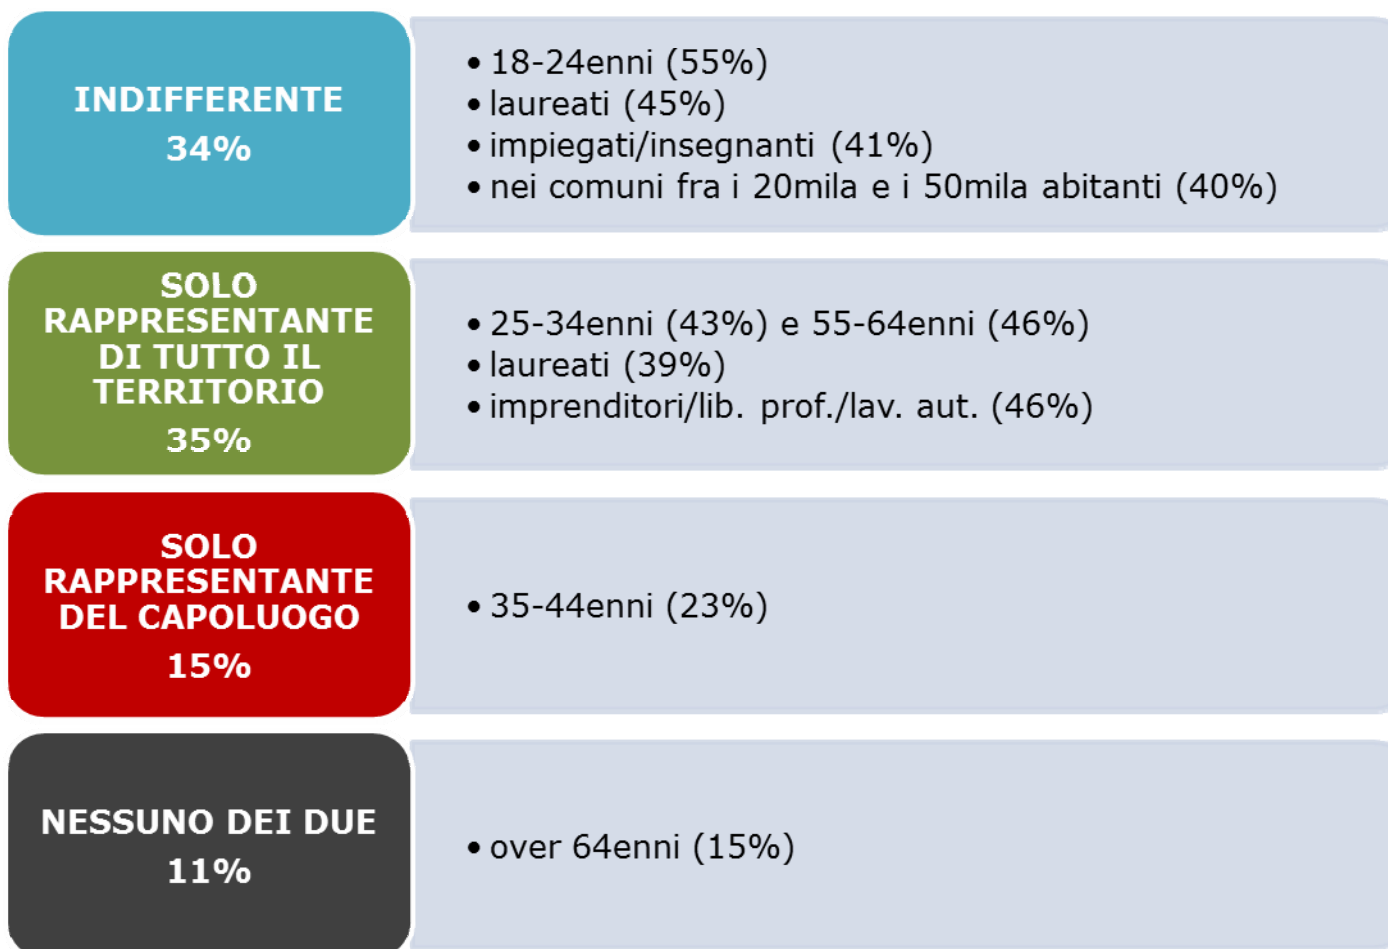 INDIFFERENTE
34%
• 18-24enni (55%)
• laureati (45%)
• impiegati/insegnanti (41%)
• nei comuni fra i 20mila e i 50mila abitanti (40%)
SOLO
RAPPRESENTANTE
DI TUTTO IL
TERRITORIO
35%
• 25-34enni (43%) e 55-64enni (46%)
• laureati (39%)
• imprenditori/lib. prof./lav. aut. (46%)
SOLO
RAPPRESENTANTE
DEL CAPOLUOGO
15%
• 35-44enni (23%)
NESSUNO DEI DUE
11%
• over 64enni (15%)